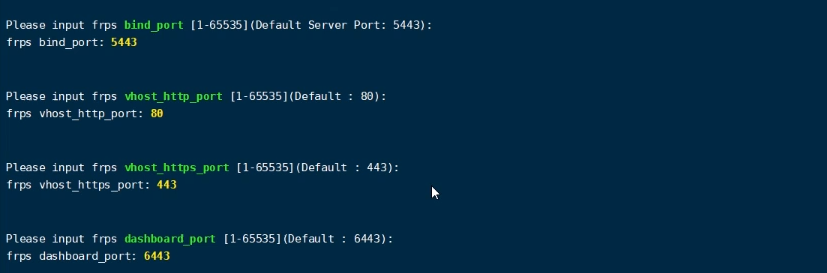 Please input frps bind_port [1-65535](Default Server Port: 5443):
frps bind_port: 5443
Please input frps vhost_http_port [1-65535](Default : 80):
frps vhost_http_port: 80
Please input frps vhost_https_port [1-65535](Default : 443):
frps vhost_https_port: 443
Please input frps dashboard_port [1-65535](Default : 6443):
frps dashboard_port: 6443